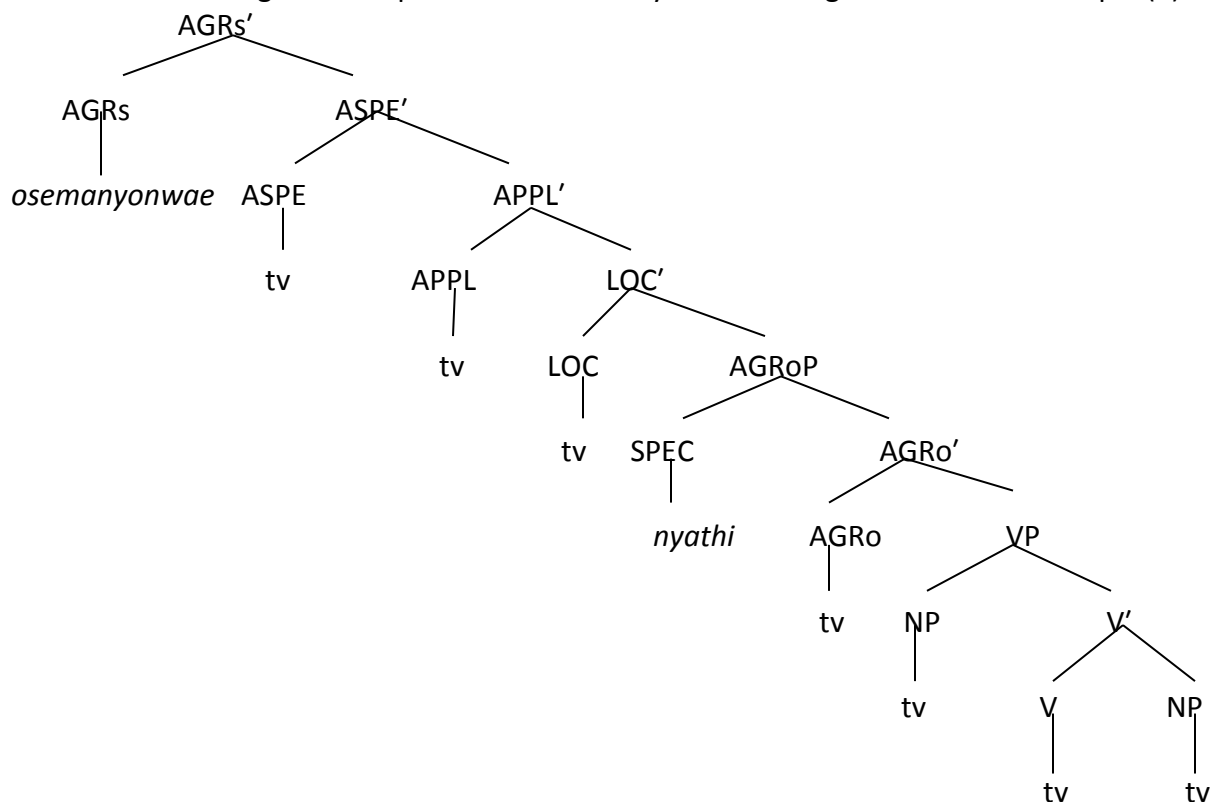 AGRs′
AGRs ASPE′
osemanyonwae ASPE APPL′
tv APPL LOC′
tv LOC AGRoP
tv SPEC AGRo′
nyathi AGRo VP
tv NP V′
tv V NP
tv tv